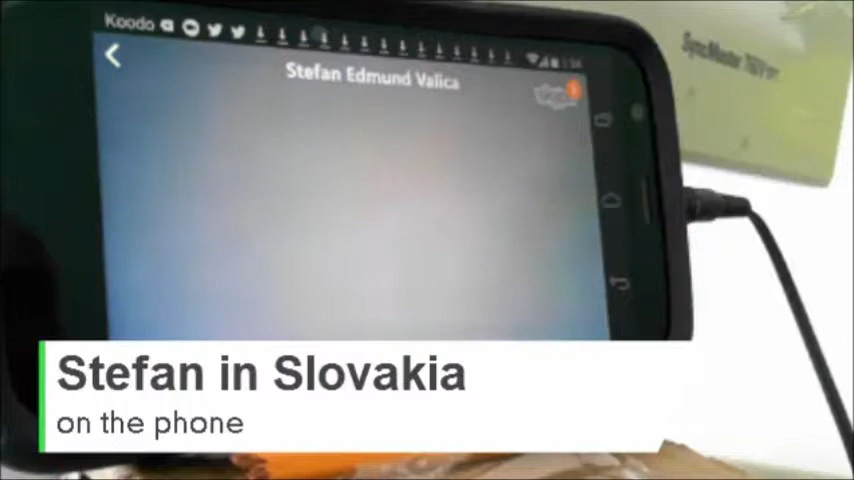 Koodo
Stefan Edmund Valica
SyncMaster
Stefan in Slovakia
on the phone